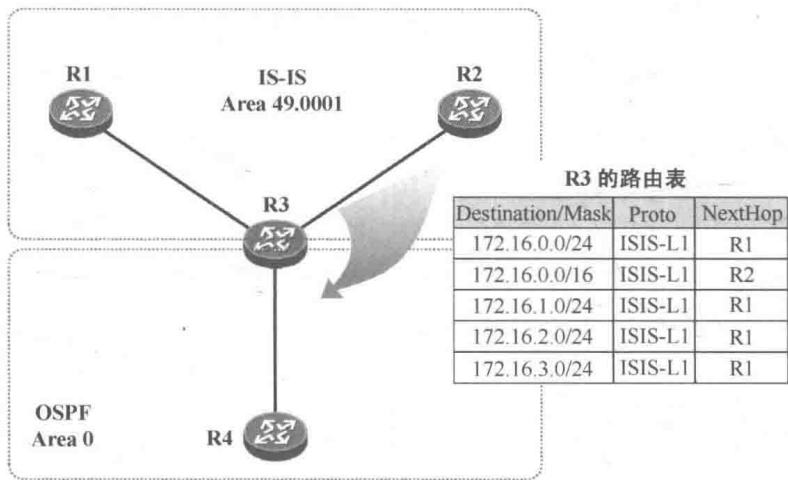 R1
IS-IS
R2
Area 49.0001
R3
R3 的路由表
Destination/Mask Proto NextHop
172.16.0.0/24 ISIS-L1 R1
172.16.0.0/16 ISIS-L1 R2
172.16.1.0/24 ISIS-L1 R1
172.16.2.0/24 ISIS-L1 R1
172.16.3.0/24 ISIS-L1 R1
OSPF
Area 0
R4